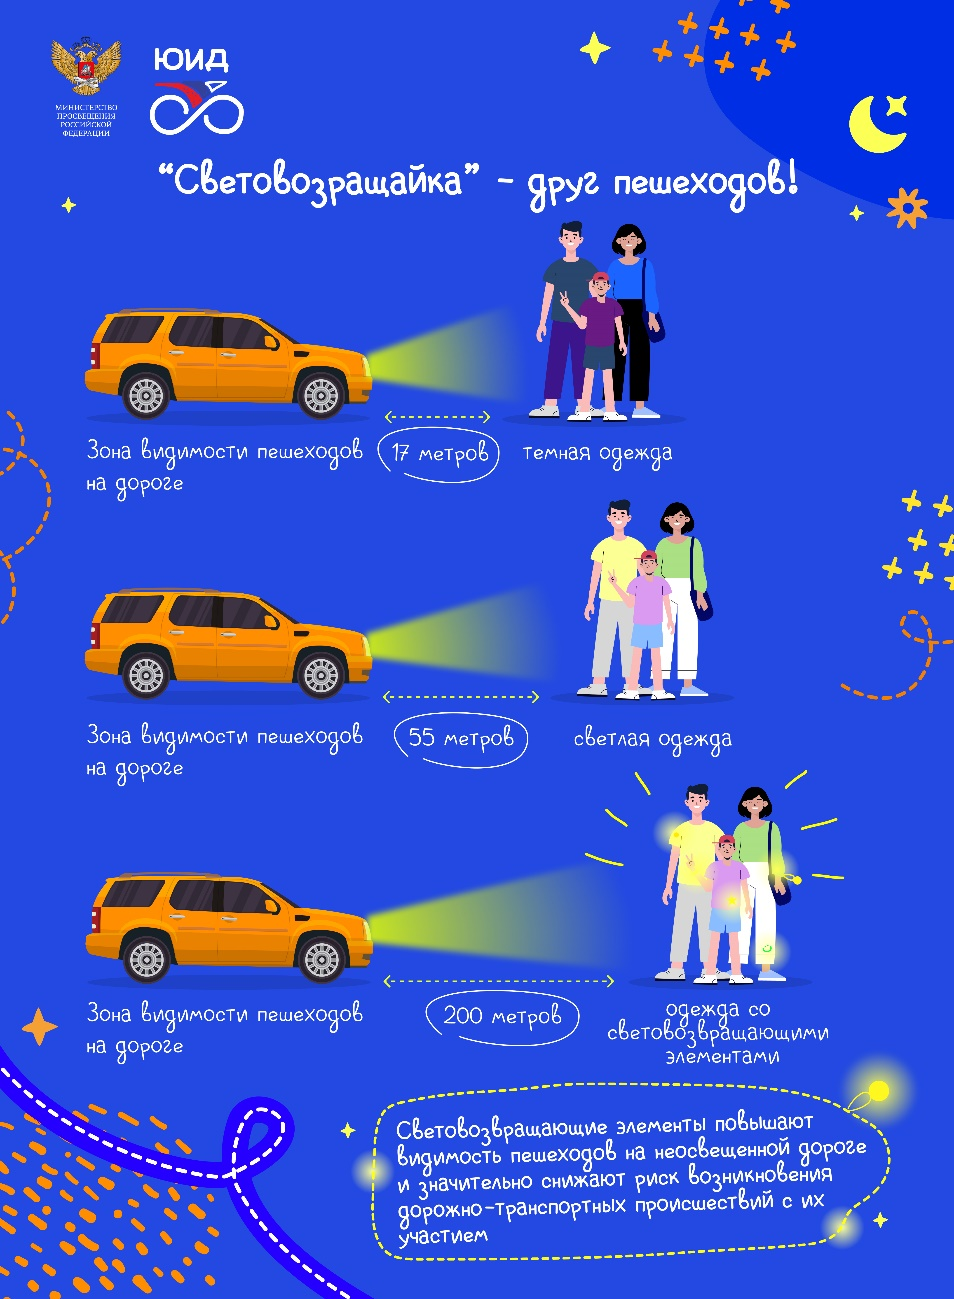 ЮИД
МИНИСТЕРСТВО
ПРОСВЕЩЕНИЯ
РОССИЙСКОЙ
ФЕДЕРАЦИИ
“Световозращайка” - друг пешеходов!
Зона видимости пешеходов
на дороге
17 метров
темная одежда
Зона видимости пешеходов
на дороге
55 метров
светлая одежда
Зона видимости пешеходов
на дороге
200 метров
одежда со
световозвращающими
элементами
Световозвращающие элементы повышают
видимость пешеходов на неосвещенной дороге
и значительно снижают риск возникновения
дорожно-транспортных происшествий с их
участием